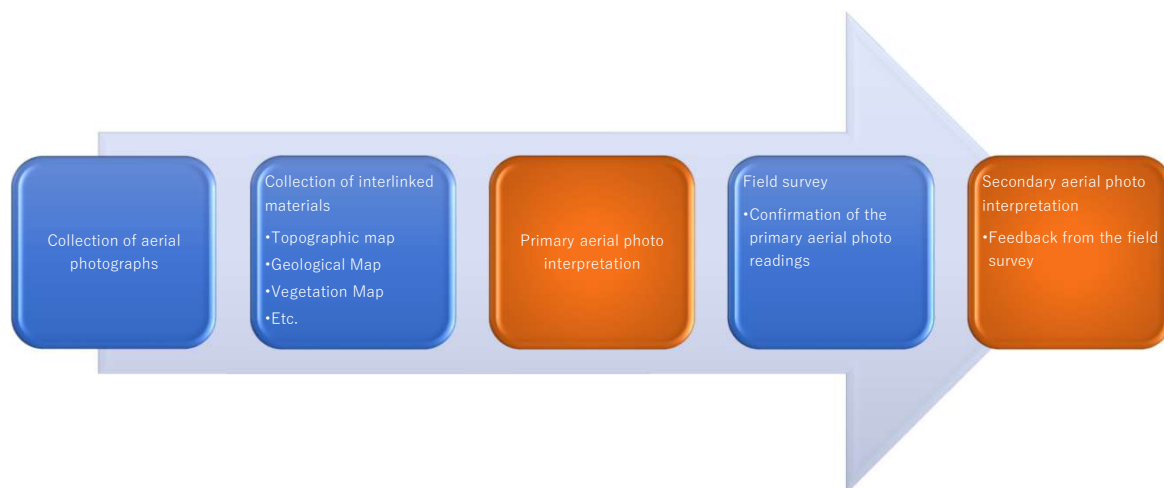 Collection of aerial
photographs
Collection of interlinked
materials
•Topographic map
•Geological Map
•Vegetation Map
•Etc.
Primary aerial photo
interpretation
Field survey
•Confirmation of the
primary aerial photo
readings
Secondary aerial photo
interpretation
•Feedback from the field
survey